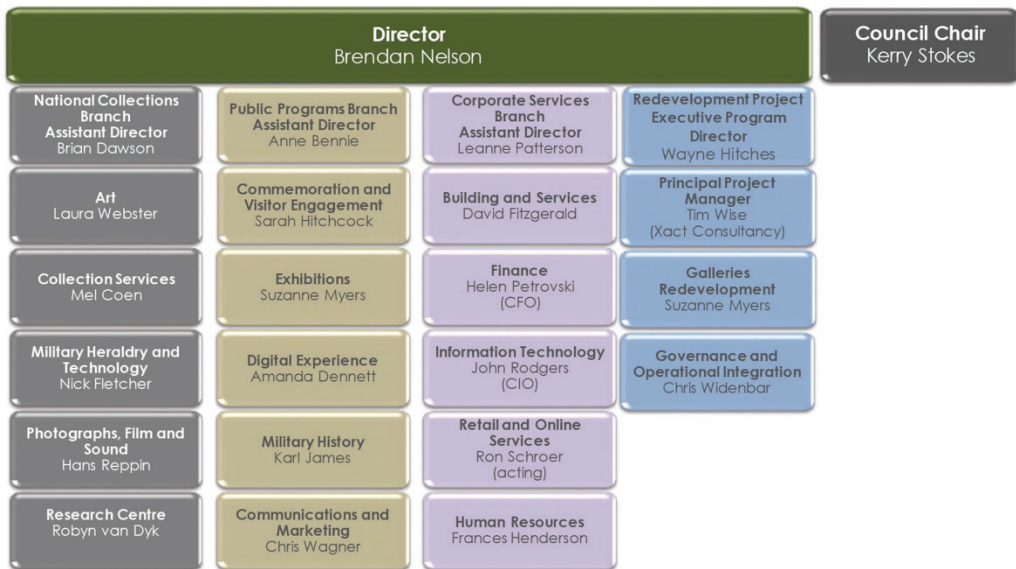 Director
Brendan Nelson
Council Chair
Kerry Stokes
National Collections
Branch
Assistant Director
Brian Dawson
Art
Laura Webster
Collection Services
Mel Coen
Military Heraldry and
Technology
Nick Fletcher
Photographs, Film and
Sound
Hans Reppin
Research Centre
Robyn van Dyk
Public Programs Branch
Assistant Director
Anne Bennie
Commemoration and
Visitor Engagement
Sarah Hitchcock
Exhibitions
Suzanne Myers
Digital Experience
Amanda Dennett
Military History
Karl James
Communications and
Marketing
Chris Wagner
Corporate Services
Branch
Assistant Director
Leanne Patterson
Building and Services
David Fitzgerald
Finance
Helen Petrovski
(CFO)
Information Technology
John Rodgers
(CIO)
Retail and Online
Services
Ron Schroer
(acting)
Human Resources
Frances Henderson
Redevelopment Project
Executive Program
Director
Wayne Hitches
Principal Project
Manager
Tim Wise
(Xact Consultancy)
Galleries
Redevelopment
Suzanne Myers
Governance and
Operational Integration
Chris Widenbar